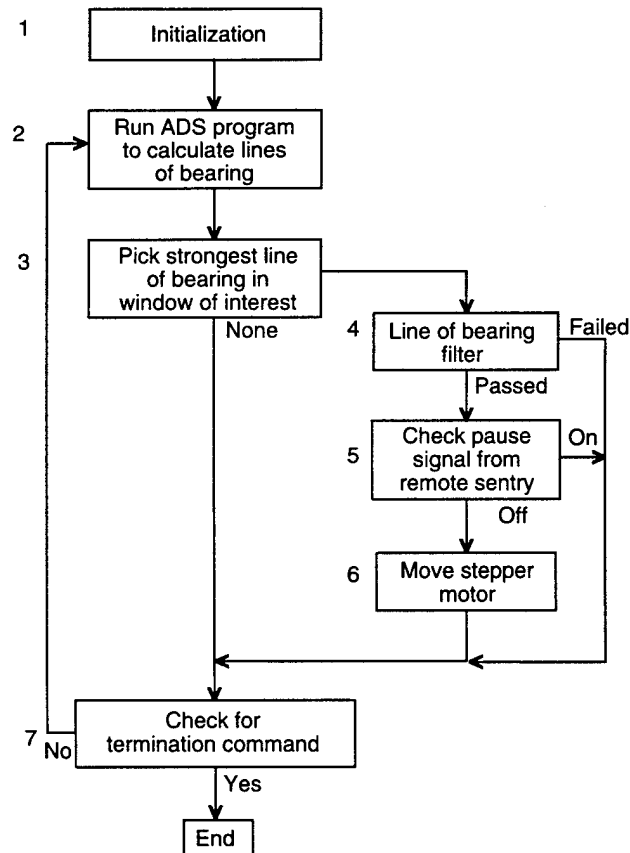 1
Initialization
2
Run ADS program
to calculate lines
of bearing
3
Pick strongest line
of bearing in
window of interest
None
4
Line of bearing
filter
Failed
Passed
5
Check pause
signal from
remote sentry
On
Off
6
Move stepper
motor
7
Check for
termination command
No
Yes
End